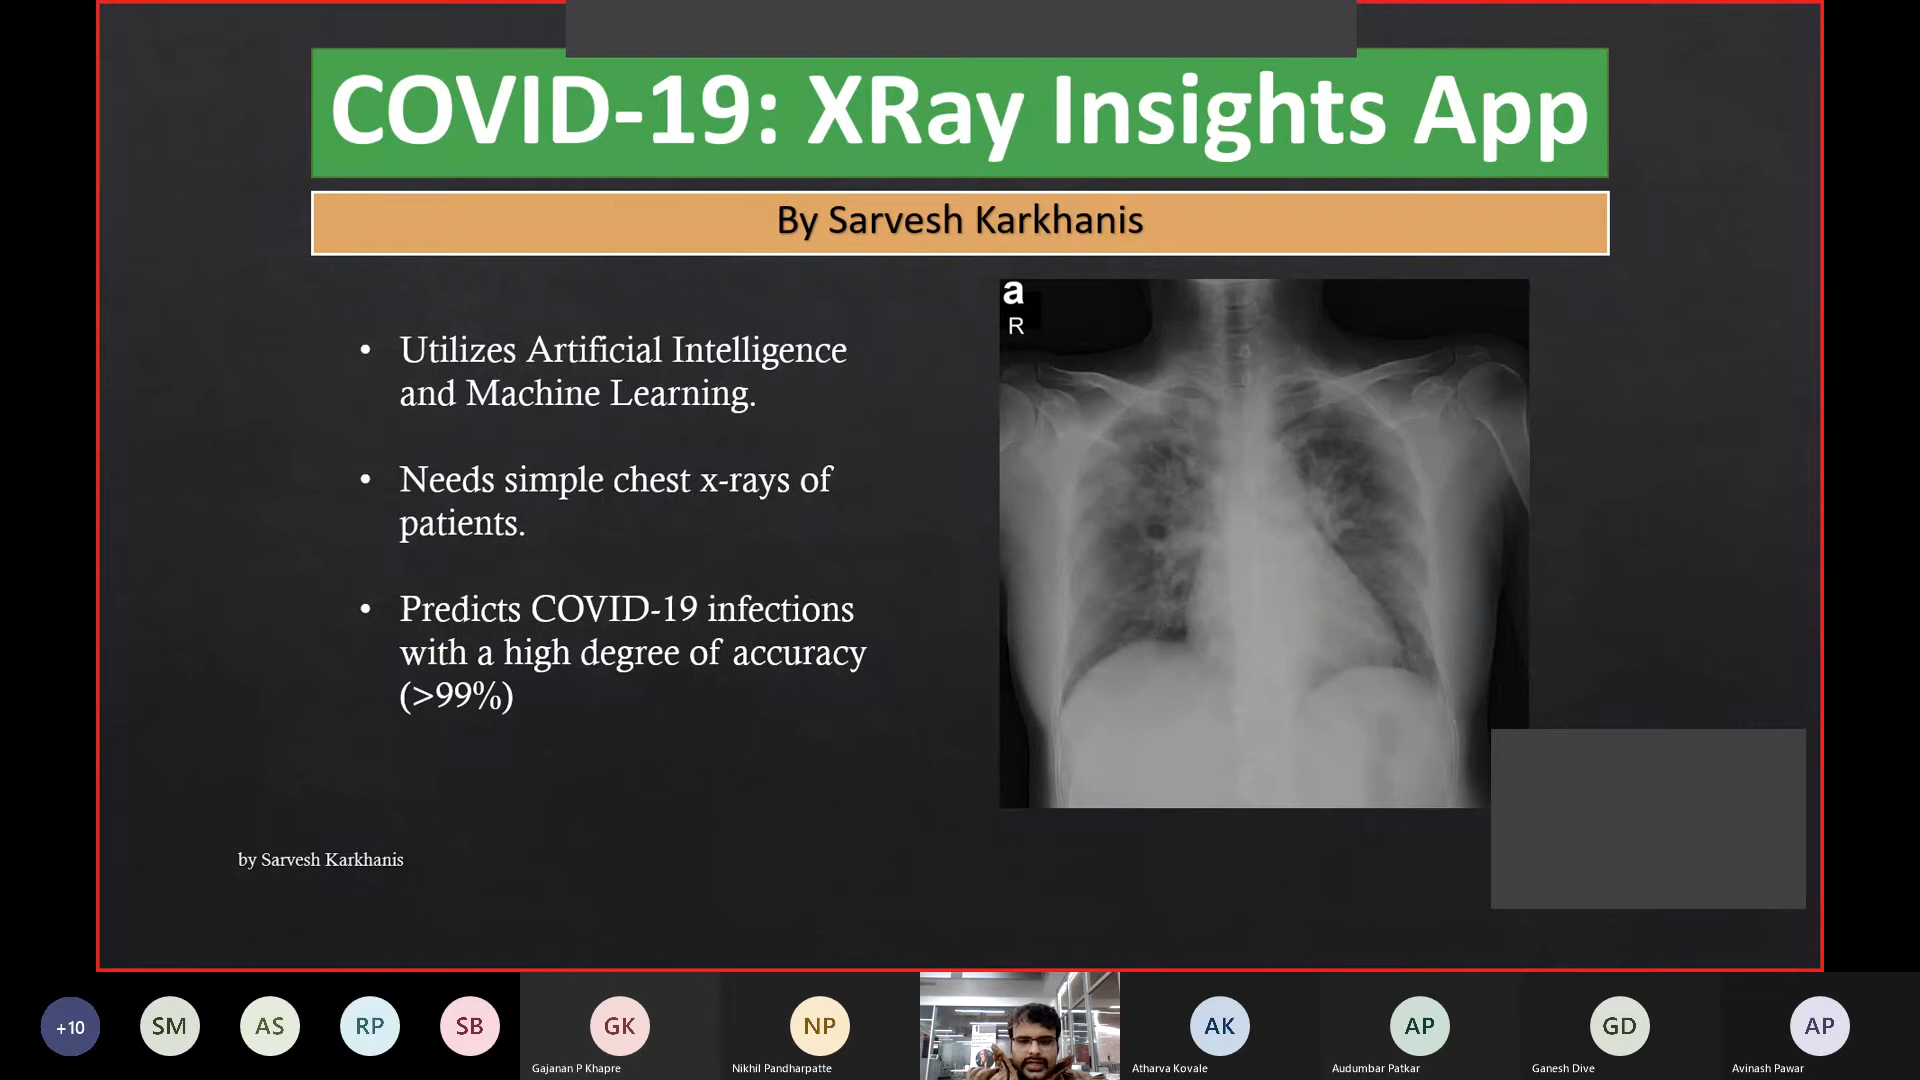 COVID-19: XRay Insights App
By Sarvesh Karkhanis
• Utilizes Artificial Intelligence
and Machine Learning.
• Needs simple chest x-rays of
patients.
• Predicts COVID-19 infections
with a high degree of accuracy
(>99%)
a
R
by Sarvesh Karkhanis
+10
SM
AS
RP
SB
GK
NP
AK
AP
GD
AP
Gajanan P Khapre
Nikhil Pandharpatte
Atharva Kovale
Audumbar Patkar
Ganesh Dive
Avinash Pawar